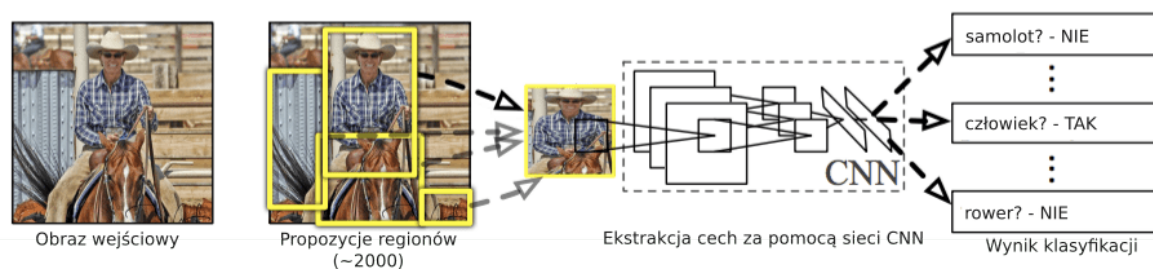 Obraz wejściowy
Propozycje regionów
(~2000)
CNN
Ekstrakcja cech za pomocą sieci CNN
samolot? - NIE
człowiek? - TAK
rower? - NIE
Wynik klasyfikacji